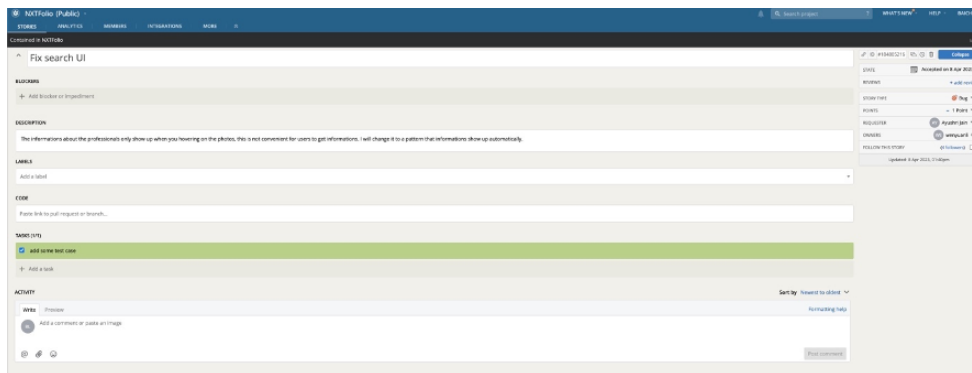 NXTFolio (Public)
Search project
WHAT'S NEW
HELP
STORIES
ANALYTICS
MEMBERS
INTEGRATIONS
MORE
Contained in NXTFolio
Fix search UI
Collapse
STATE
Accepted on 8 Apr
REVIEWS
STORY TYPE
Bug
POINTS
1 Point
REQUESTER
OWNERS
FOLLOW THIS STORY
BLOCKERS
+ Add blocker or impediment
DESCRIPTION
The informations about the professionals only show up when you hovering on the photos, this is not convenient for users to get informations. I will change it to a pattern that informations show up automatically.
LABELS
Add a label
CODE
Paste link to pull request or branch...
TASKS (1/1)
add some test case
+ Add a task
ACTIVITY
Sort by Newest to oldest
Write
Preview
Formatting help
Add a comment or paste an image
Post comment